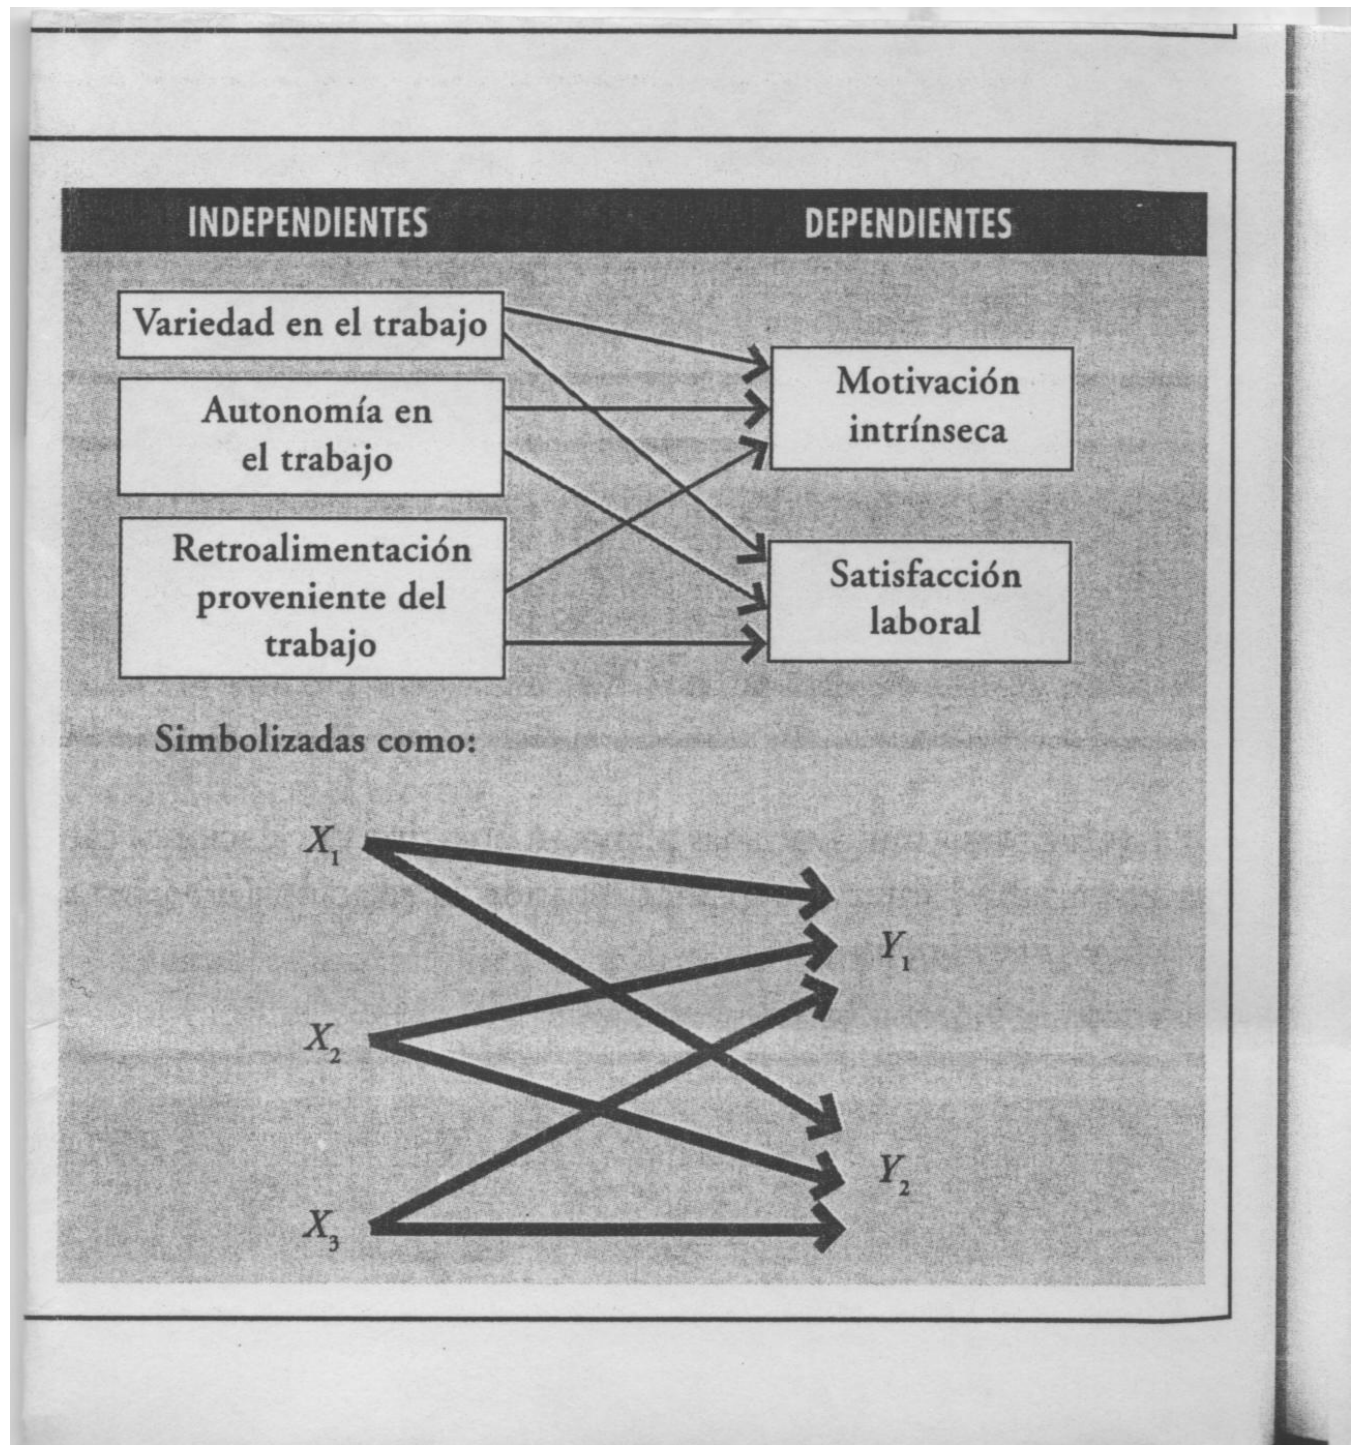 INDEPENDIENTES DEPENDIENTES
Variedad en el trabajo
Autonomía en
el trabajo
Retroalimentación
proveniente del
trabajo
Motivación
intrínseca
Satisfacción
laboral
Simbolizadas como:
X₁
X₂
X₃
Y₁
Y₂